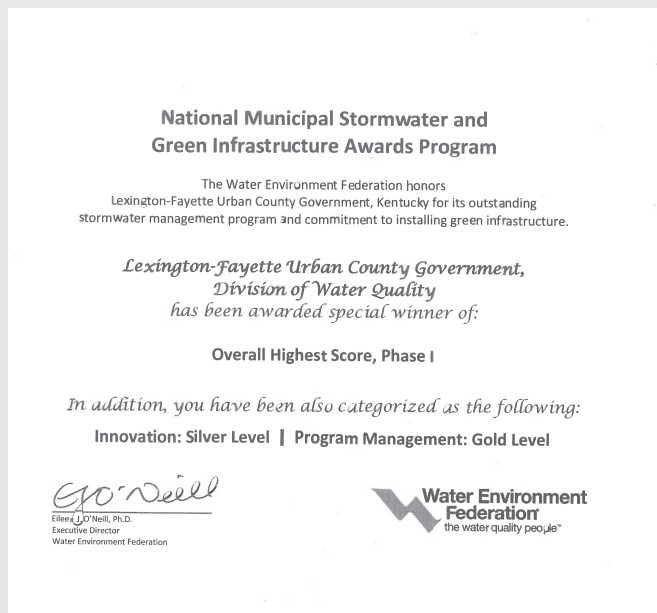 National Municipal Stormwater and
Green Infrastructure Awards Program
The Water Environment Federation honors
Lexington-Fayette Urban County Government, Kentucky for its outstanding
stormwater management program and commitment to installing green infrastructure.
Lexington-Fayette Urban County Government,
Division of Water Quality
has been awarded special winner of:
Overall Highest Score, Phase I
In addition, you have been also categorized as the following:
Innovation: Silver Level | Program Management: Gold Level
EJO'Neill
Eileen J. O'Neill, Ph.D.
Executive Director
Water Environment Federation
Water Environment
Federation
the water quality people™